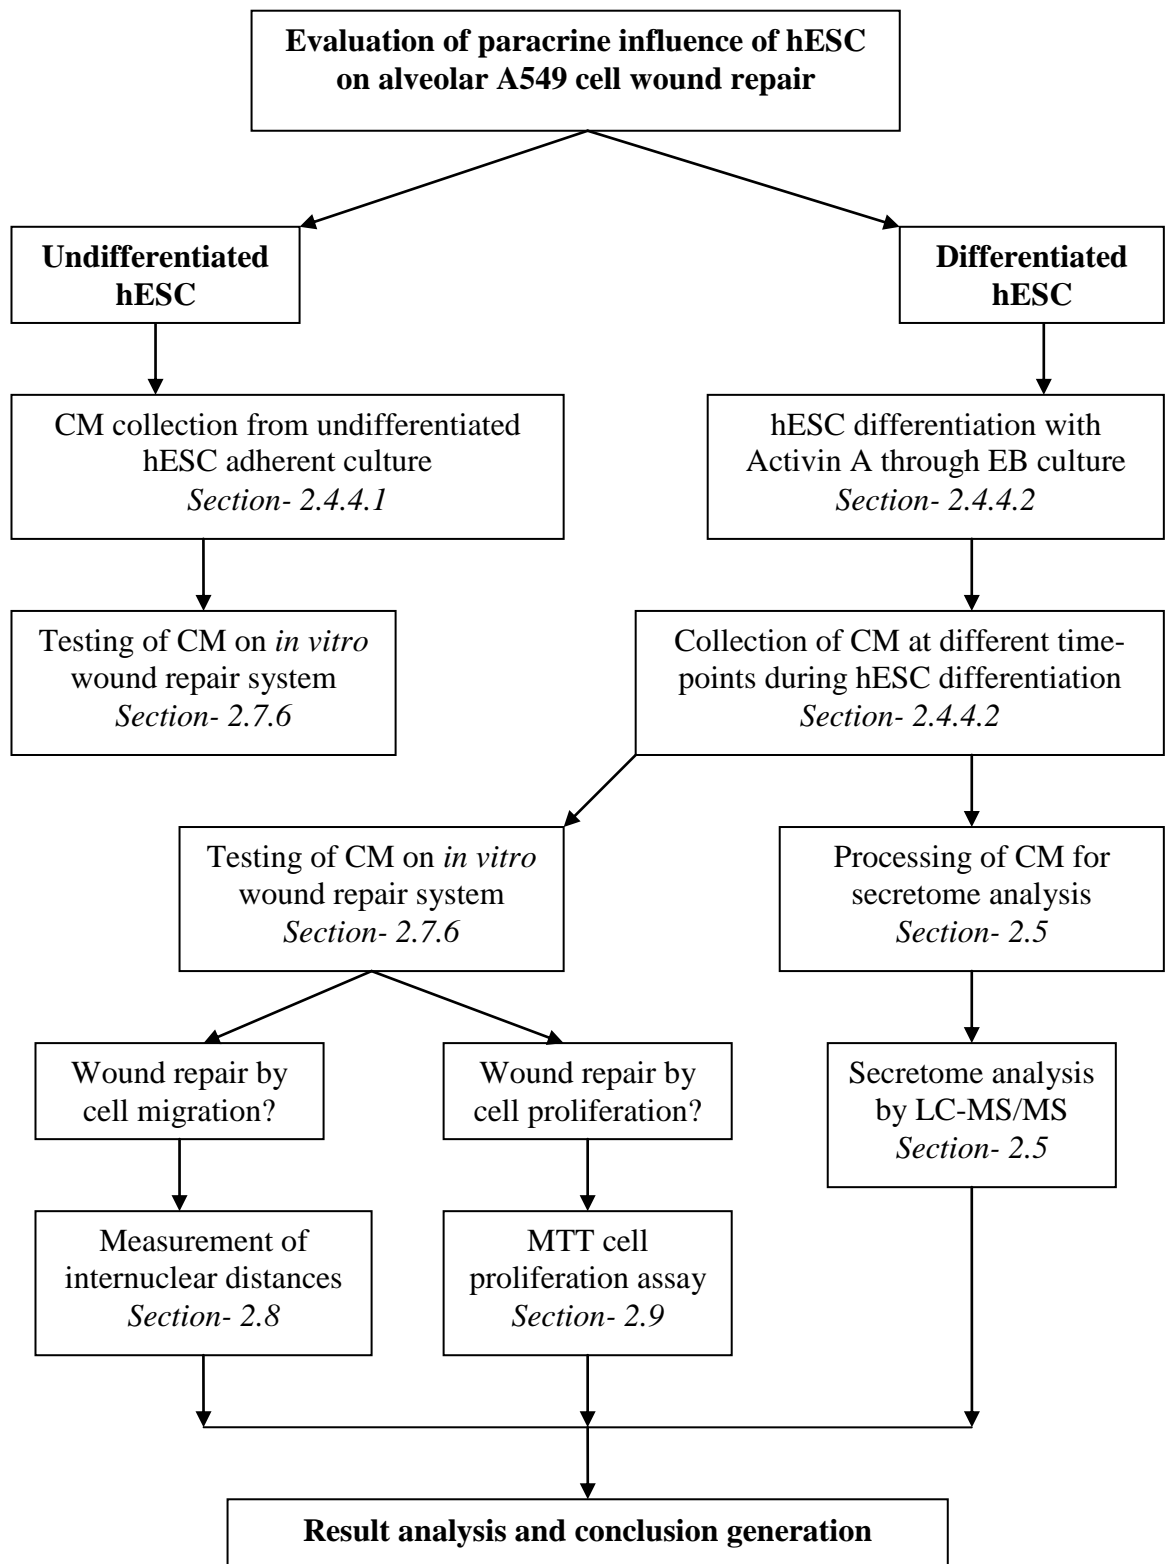 Evaluation of paracrine influence of hESC
on alveolar A549 cell wound repair
Undifferentiated
hESC
Differentiated
hESC
CM collection from undifferentiated
hESC adherent culture
Section- 2.4.4.1
hESC differentiation with
Activin A through EB culture
Section- 2.4.4.2
Testing of CM on in vitro
wound repair system
Section- 2.7.6
Collection of CM at different time-
points during hESC differentiation
Section- 2.4.4.2
Testing of CM on in vitro
wound repair system
Section- 2.7.6
Processing of CM for
secretome analysis
Section- 2.5
Wound repair by
cell migration?
Wound repair by
cell proliferation?
Secretome analysis
by LC-MS/MS
Section- 2.5
Measurement of
internuclear distances
Section- 2.8
MTT cell
proliferation assay
Section- 2.9
Result analysis and conclusion generation